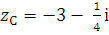 z_C = −3 − 1/4 i